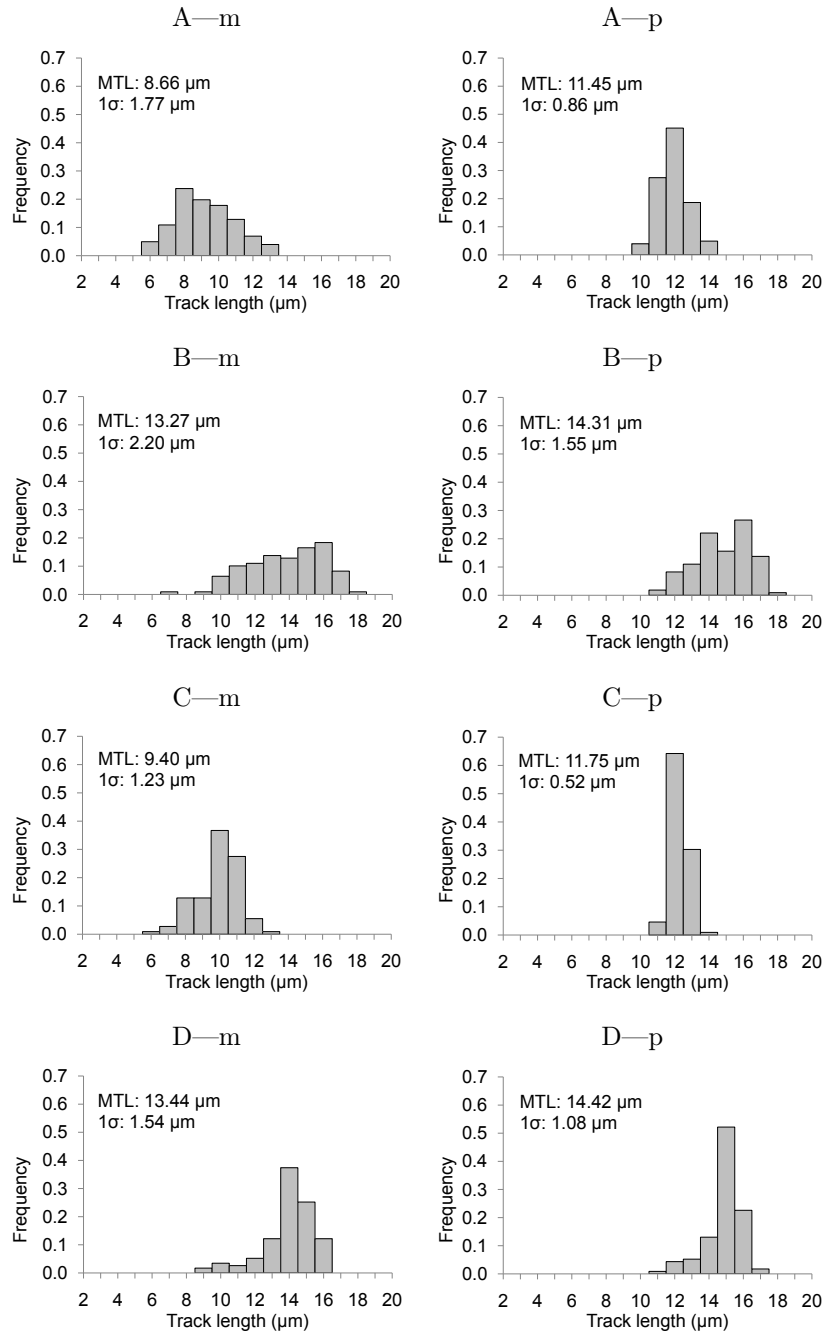 A—m
0.7
0.6
0.5
0.4
0.3
0.2
0.1
0.0
Frequency
MTL: 8.66 µm
1σ: 1.77 µm
2 4 6 8 10 12 14 16 18 20
Track length (µm)
A—p
0.7
0.6
0.5
0.4
0.3
0.2
0.1
0.0
Frequency
MTL: 11.45 µm
1σ: 0.86 µm
2 4 6 8 10 12 14 16 18 20
Track length (µm)
B—m
0.7
0.6
0.5
0.4
0.3
0.2
0.1
0.0
Frequency
MTL: 13.27 µm
1σ: 2.20 µm
2 4 6 8 10 12 14 16 18 20
Track length (µm)
B—p
0.7
0.6
0.5
0.4
0.3
0.2
0.1
0.0
Frequency
MTL: 14.31 µm
1σ: 1.55 µm
2 4 6 8 10 12 14 16 18 20
Track length (µm)
C—m
0.7
0.6
0.5
0.4
0.3
0.2
0.1
0.0
Frequency
MTL: 9.40 µm
1σ: 1.23 µm
2 4 6 8 10 12 14 16 18 20
Track length (µm)
C—p
0.7
0.6
0.5
0.4
0.3
0.2
0.1
0.0
Frequency
MTL: 11.75 µm
1σ: 0.52 µm
2 4 6 8 10 12 14 16 18 20
Track length (µm)
D—m
0.7
0.6
0.5
0.4
0.3
0.2
0.1
0.0
Frequency
MTL: 13.44 µm
1σ: 1.54 µm
2 4 6 8 10 12 14 16 18 20
Track length (µm)
D—p
0.7
0.6
0.5
0.4
0.3
0.2
0.1
0.0
Frequency
MTL: 14.42 µm
1σ: 1.08 µm
2 4 6 8 10 12 14 16 18 20
Track length (µm)